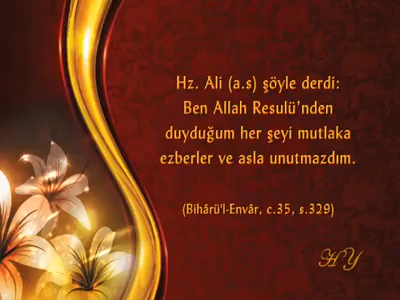 Hz. Ali (a.s) şöyle derdi:
Ben Allah Resulü'nden
duyduğum her şeyi mutlaka
ezberler ve asla unutmazdım.
(Bihârü'l-Envâr, c.35, s.329)
HY